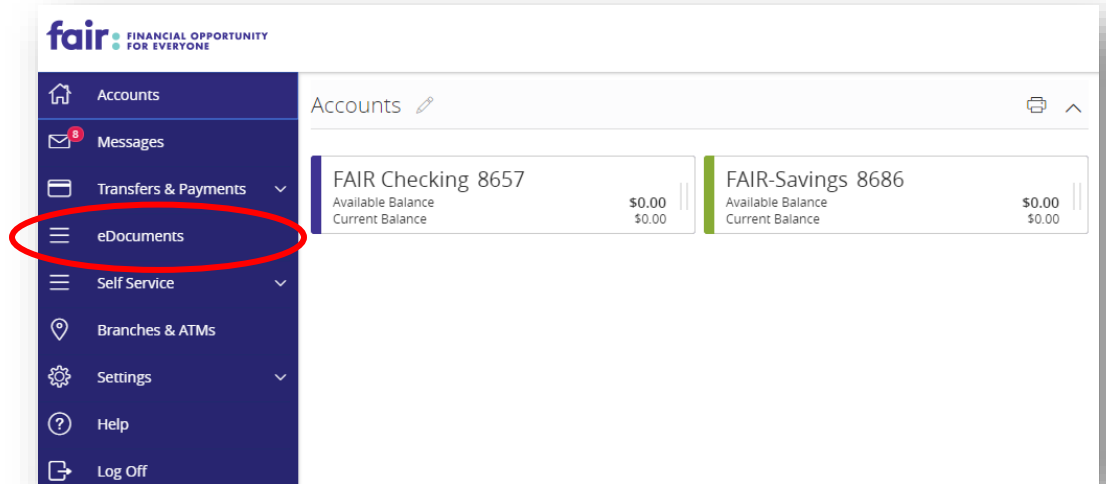 fair: FINANCIAL OPPORTUNITY
FOR EVERYONE
Accounts
8
Messages
Transfers & Payments
eDocuments
Self Service
Branches & ATMs
Settings
? Help
Log Off
Accounts
FAIR Checking 8657
Available Balance $0.00
Current Balance $0.00
FAIR-Savings 8686
Available Balance $0.00
Current Balance $0.00